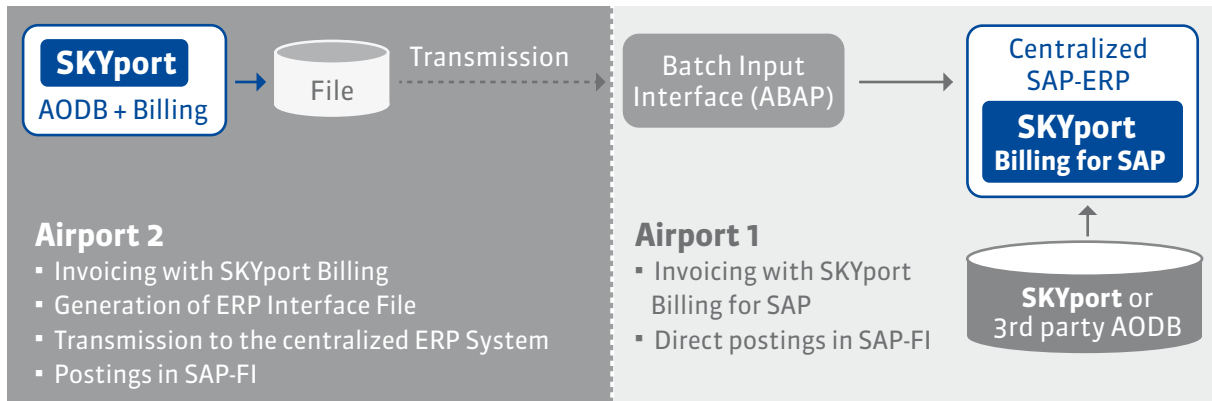 SKYport
AODB + Billing
File
Transmission
Batch Input
Interface (ABAP)
Centralized
SAP-ERP
SKYport
Billing for SAP
Airport 2
▪ Invoicing with SKYport Billing
▪ Generation of ERP Interface File
▪ Transmission to the centralized ERP System
▪ Postings in SAP-FI
Airport 1
▪ Invoicing with SKYport
Billing for SAP
▪ Direct postings in SAP-FI
SKYport or
3rd party AODB